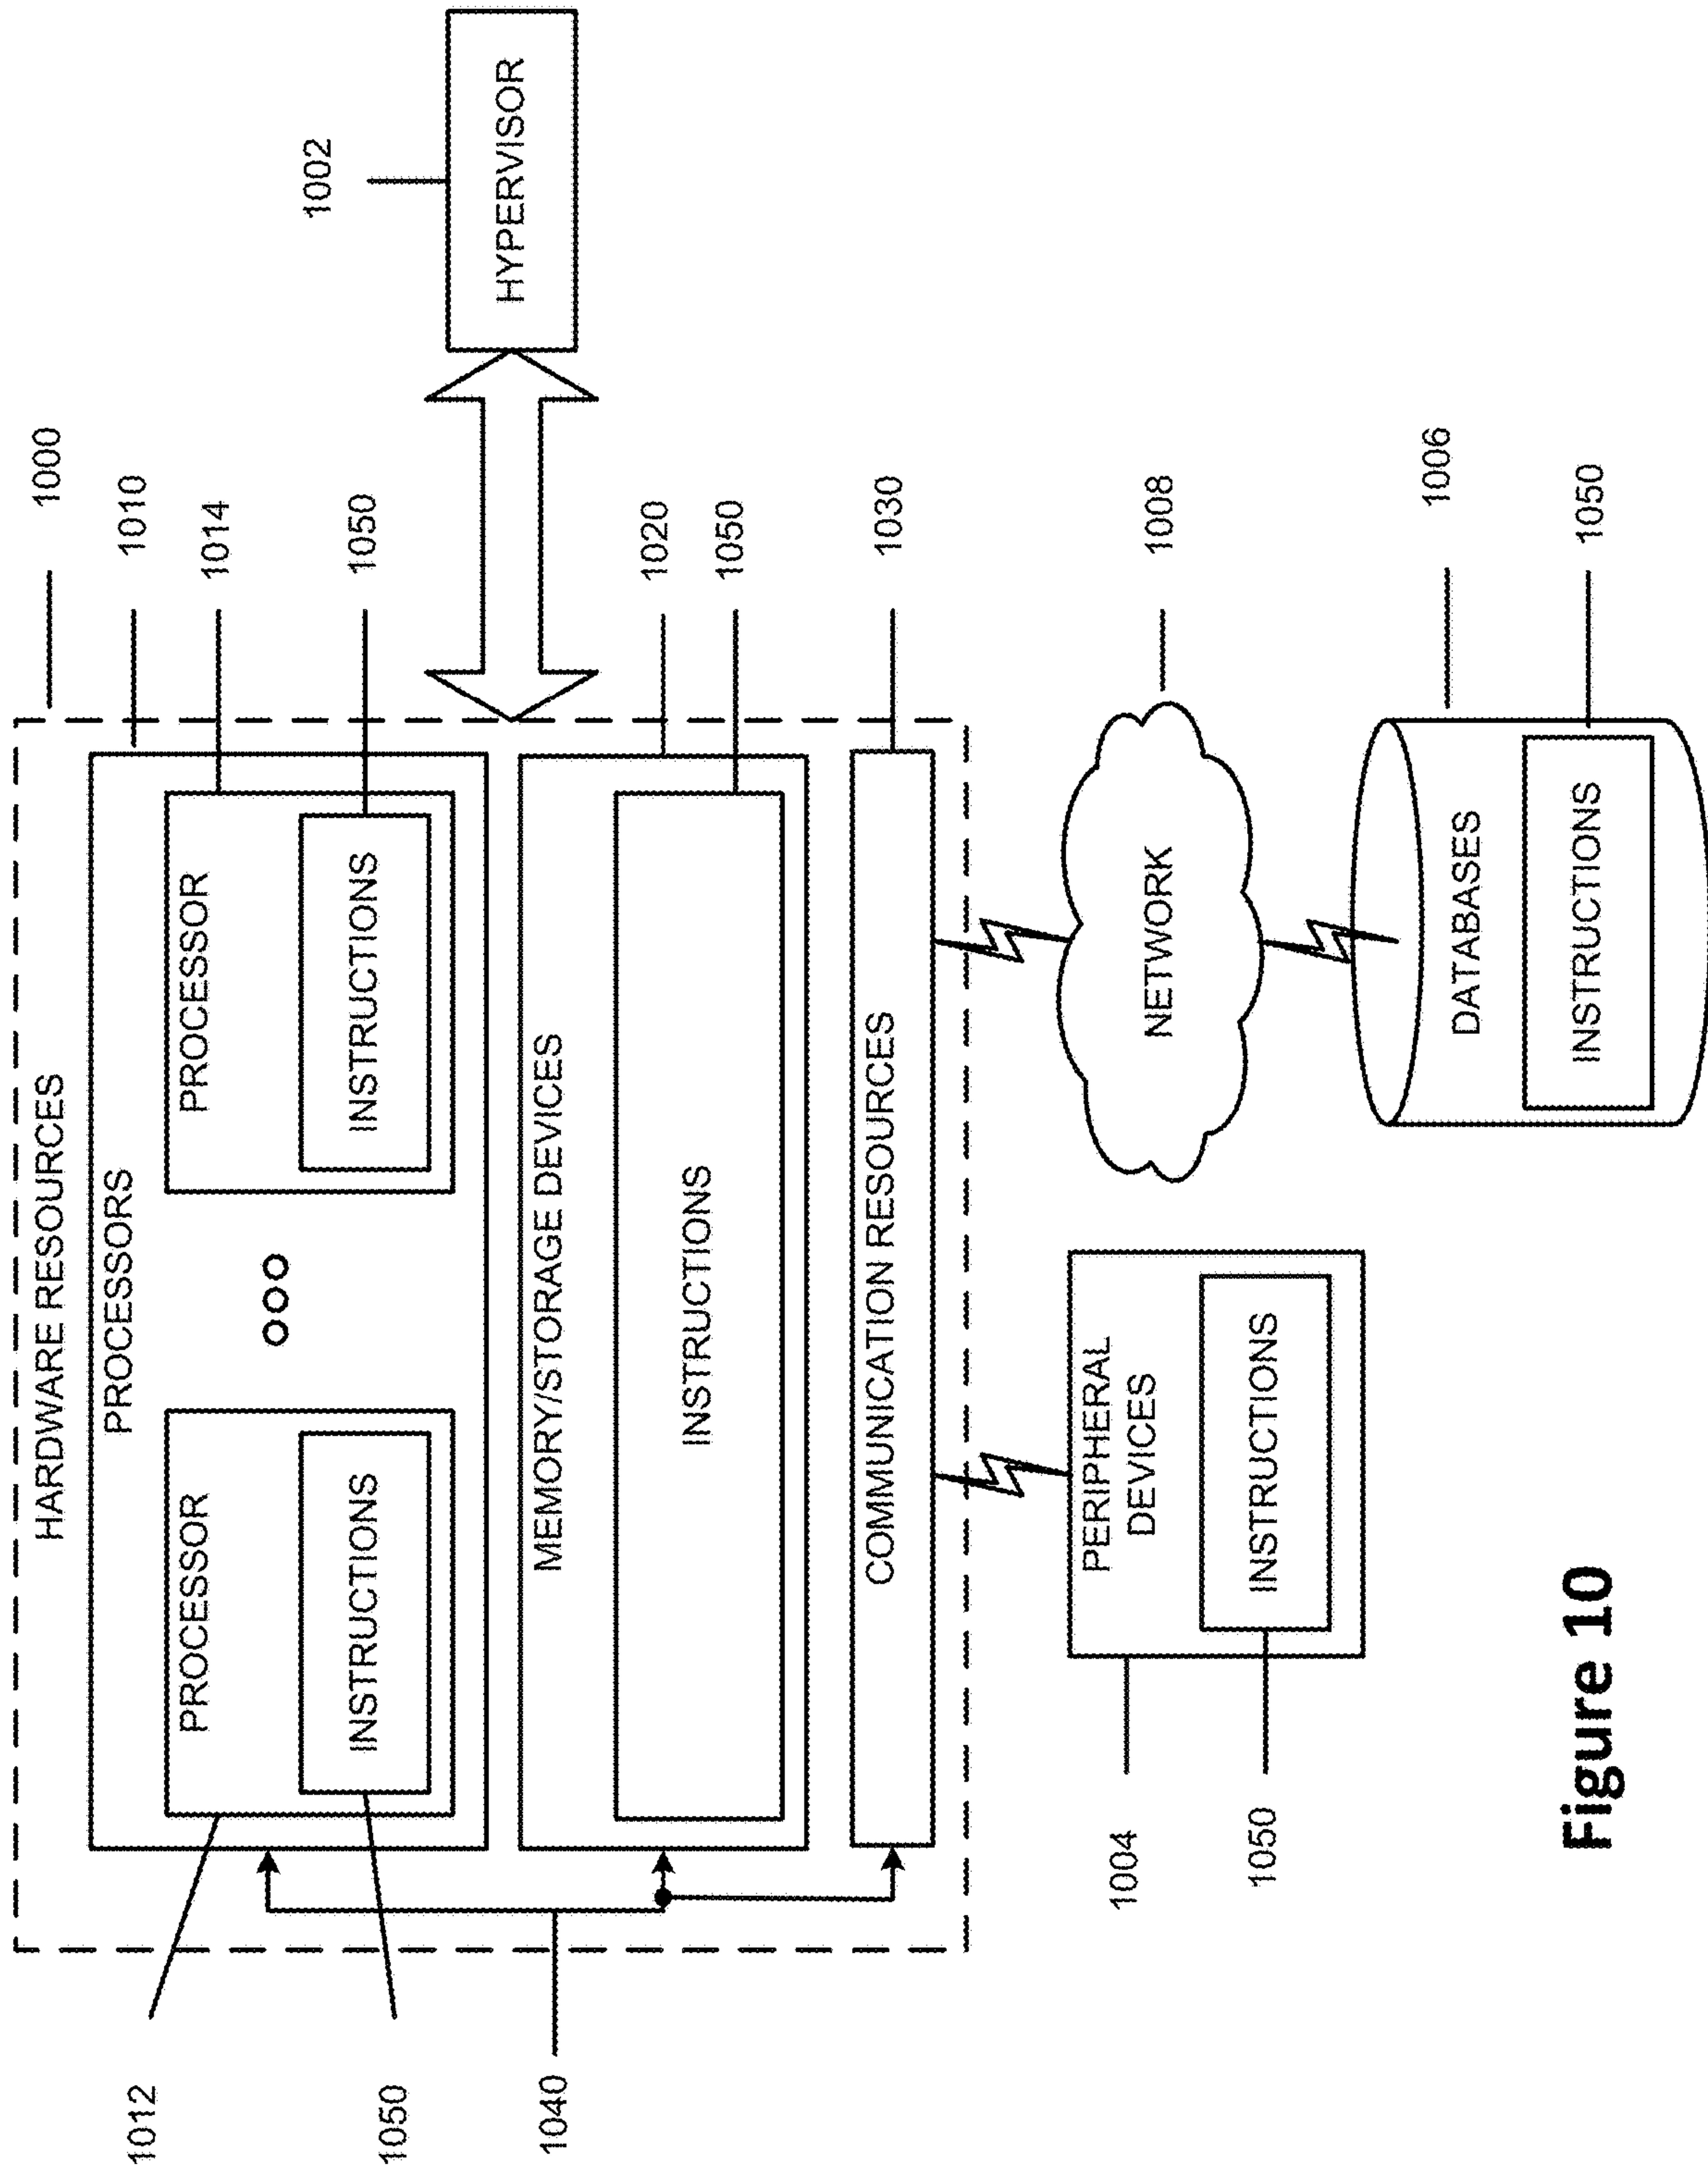 HARDWARE RESOURCES
1000
PROCESSORS
1010
PROCESSOR
PROCESSOR
1014
1012
INSTRUCTIONS
INSTRUCTIONS
1050
1050
1002
HYPERVISOR
MEMORY/STORAGE DEVICES
1020
1040
INSTRUCTIONS
1050
COMMUNICATION RESOURCES
1030
PERIPHERAL
DEVICES
1004
INSTRUCTIONS
1050
NETWORK
1008
DATABASES
1006
INSTRUCTIONS
1050
Figure 10